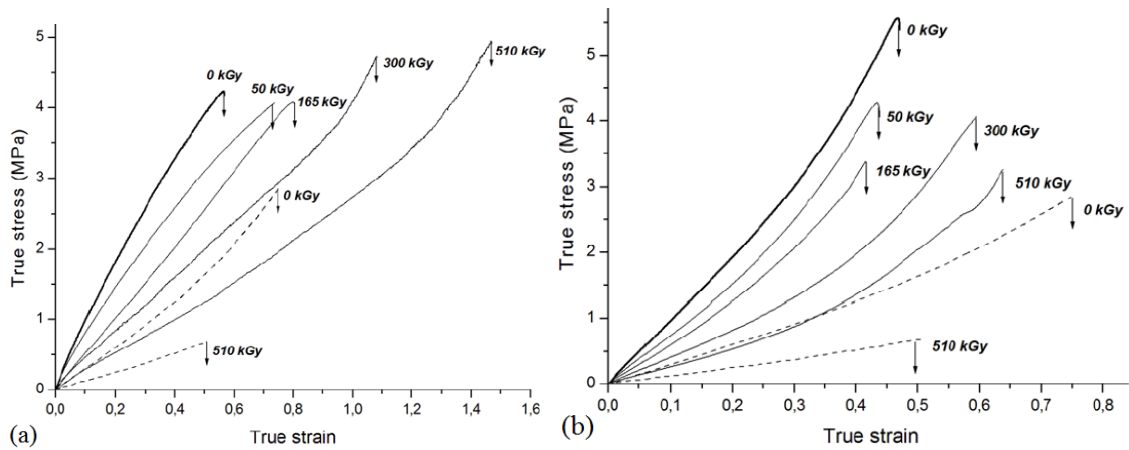 5
4
3
2
1
0
True stress (MPa)
0 kGy
50 kGy
165 kGy
300 kGy
510 kGy
0 kGy
510 kGy
0,0 0,2 0,4 0,6 0,8 1,0 1,2 1,4 1,6
True strain
(a)
5
4
3
2
1
0
True stress (MPa)
0 kGy
50 kGy
165 kGy
300 kGy
510 kGy
0 kGy
510 kGy
0,0 0,1 0,2 0,3 0,4 0,5 0,6 0,7 0,8
True strain
(b)